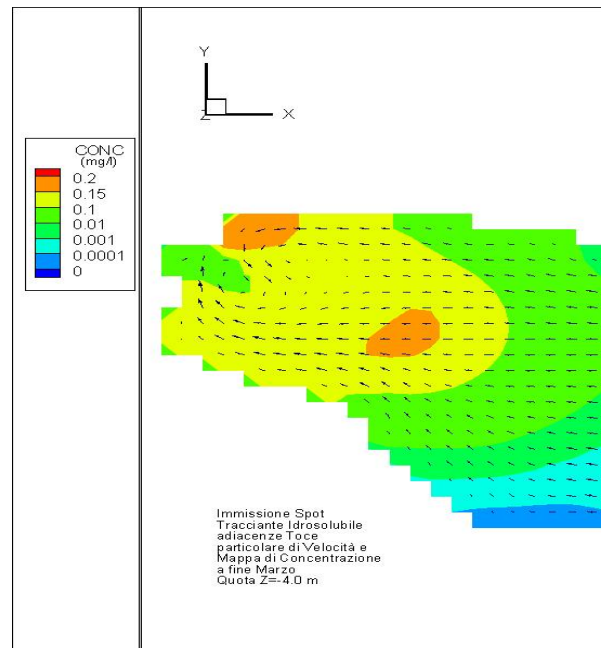 Y
Z
X
CONC
(mg/l)
0.2
0.15
0.1
0.01
0.001
0.0001
0
Immissione Spot
Tracciante Idrosolubile
adiacenze Toce
particolare di Velocità e
Mappa di Concentrazione
a fine Marzo
Quota Z=-4.0 m